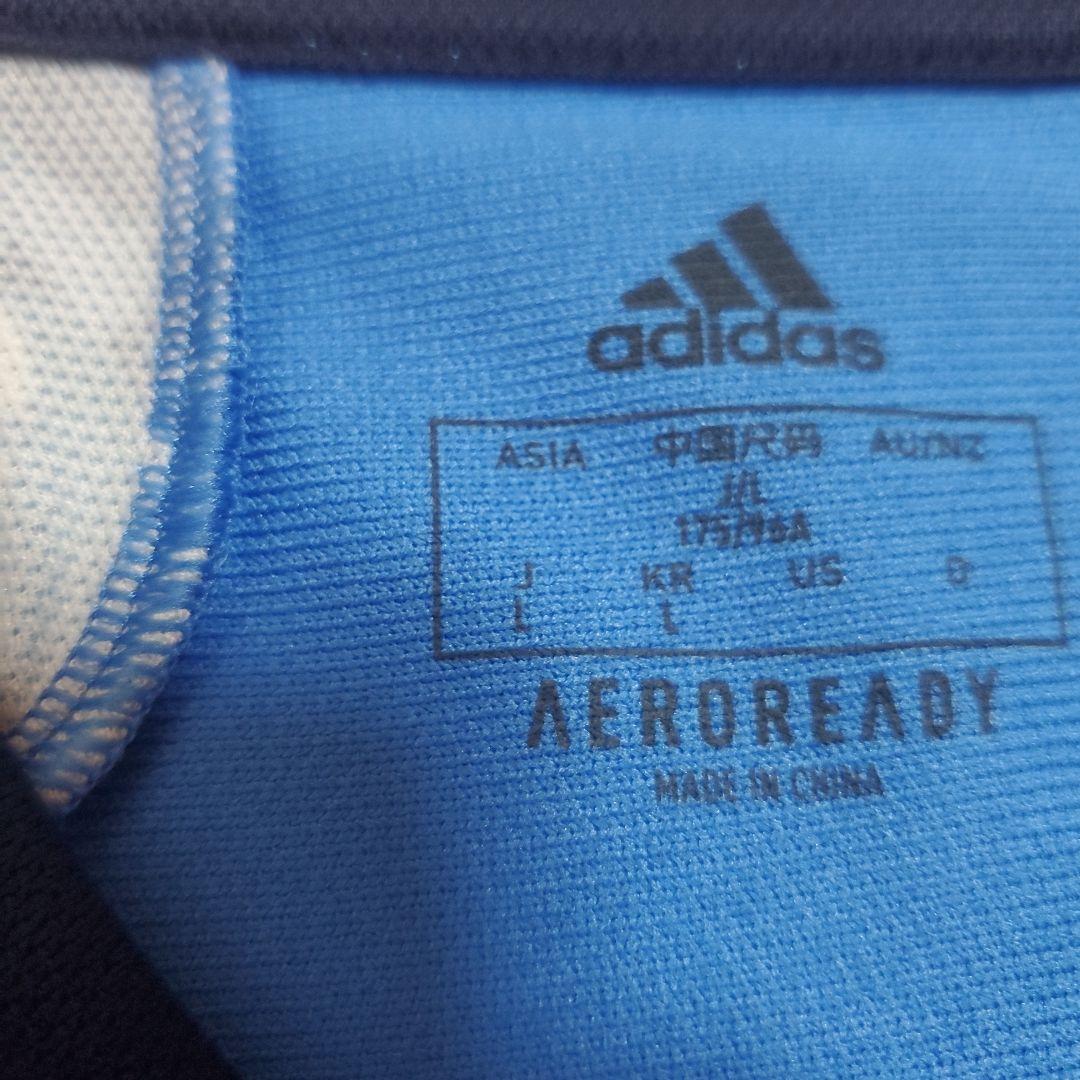 adidas
ASIA 中国尺码 AU/NZ
J/L
175/96A
J KR US D
L L
AEROREADY
MADE IN CHINA